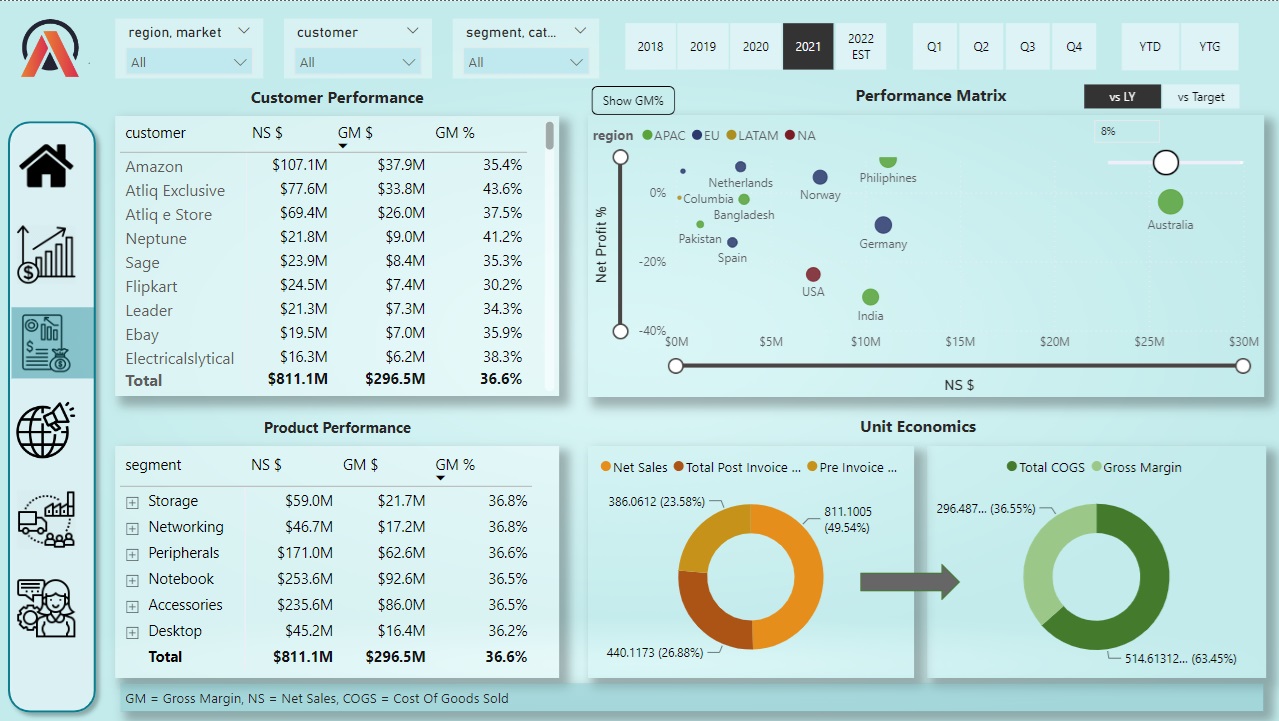 region, market
customer
segment, cat...
All
All
All
2018
2019
2020
2021
2022
EST
Q1
Q2
Q3
Q4
YTD
YTG
Customer Performance
customer NS $ GM $ GM %
Amazon $107.1M $37.9M 35.4%
Atliq Exclusive $77.6M $33.8M 43.6%
Atliq e Store $69.4M $26.0M 37.5%
Neptune $21.8M $9.0M 41.2%
Sage $23.9M $8.4M 35.3%
Flipkart $24.5M $7.4M 30.2%
Leader $21.3M $7.3M 34.3%
Ebay $19.5M $7.0M 35.9%
Electricalslytical $16.3M $6.2M 38.3%
Total $811.1M $296.5M 36.6%
Show GM%
Performance Matrix
vs LY
vs Target
region APAC EU LATAM NA
8%
Net Profit %
0%
-20%
-40%
Netherlands
Columbia
Bangladesh
Pakistan
Spain
Norway
Philiphines
Germany
USA
India
Australia
$0M $5M $10M $15M $20M $25M $30M
NS $
Product Performance
segment NS $ GM $ GM %
Storage $59.0M $21.7M 36.8%
Networking $46.7M $17.2M 36.8%
Peripherals $171.0M $62.6M 36.6%
Notebook $253.6M $92.6M 36.5%
Accessories $235.6M $86.0M 36.5%
Desktop $45.2M $16.4M 36.2%
Total $811.1M $296.5M 36.6%
Unit Economics
Net Sales Total Post Invoice ... Pre Invoice ...
386.0612 (23.58%)
811.1005
(49.54%)
440.1173 (26.88%)
Total COGS Gross Margin
296.487... (36.55%)
514.61312... (63.45%)
GM = Gross Margin, NS = Net Sales, COGS = Cost Of Goods Sold